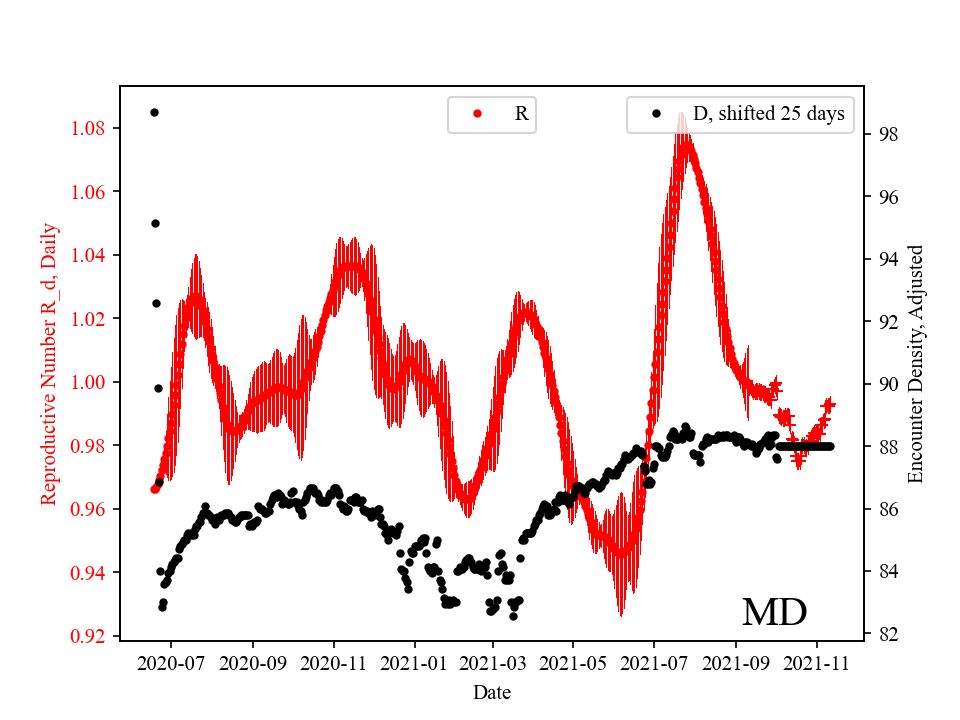 R
D, shifted 25 days
Reproductive Number R_d, Daily
1.08
1.06
1.04
1.02
1.00
0.98
0.96
0.94
0.92
98
96
94
92
90
88
86
84
82
Encounter Density, Adjusted
MD
2020-07 2020-09 2020-11 2021-01 2021-03 2021-05 2021-07 2021-09 2021-11
Date